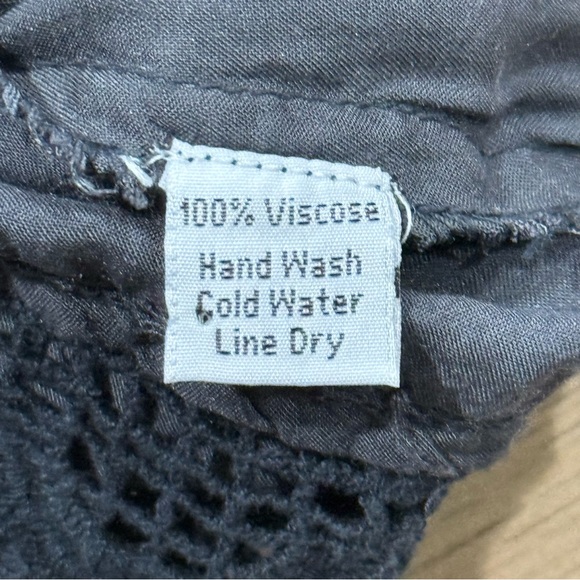 100% Viscose
Hand Wash
Cold Water
Line Dry